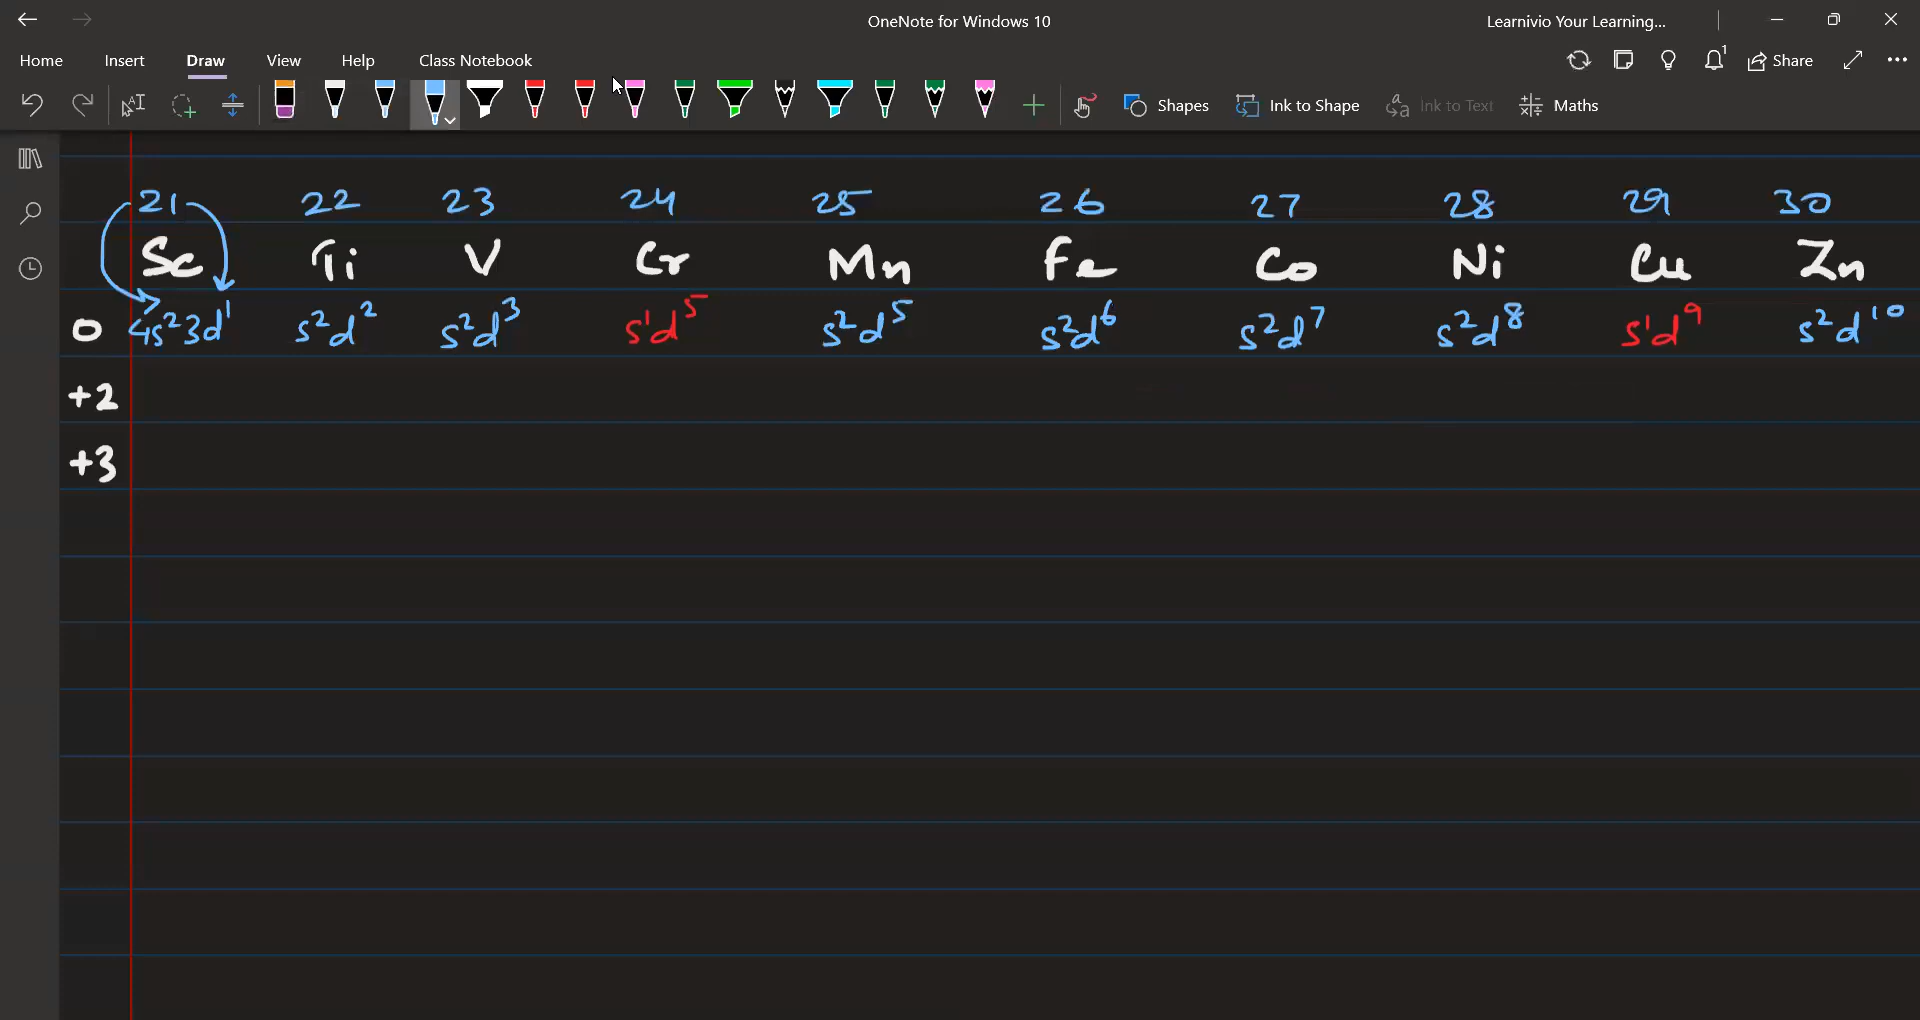 OneNote for Windows 10 Learnivio Your Learning...
Home Insert Draw View Help Class Notebook 1 Share
Shapes Ink to Shape Ink to Text Maths
21 22 23 24 25 26 27 28 29 30
Sc Ti V Cr Mn Fe Co Ni Cu Zn
0 4s²3d¹ s²d² s²d³ s¹d⁵ s²d⁵ s²d⁶ s²d⁷ s²d⁸ s¹d⁹ s²d¹⁰
+2
+3